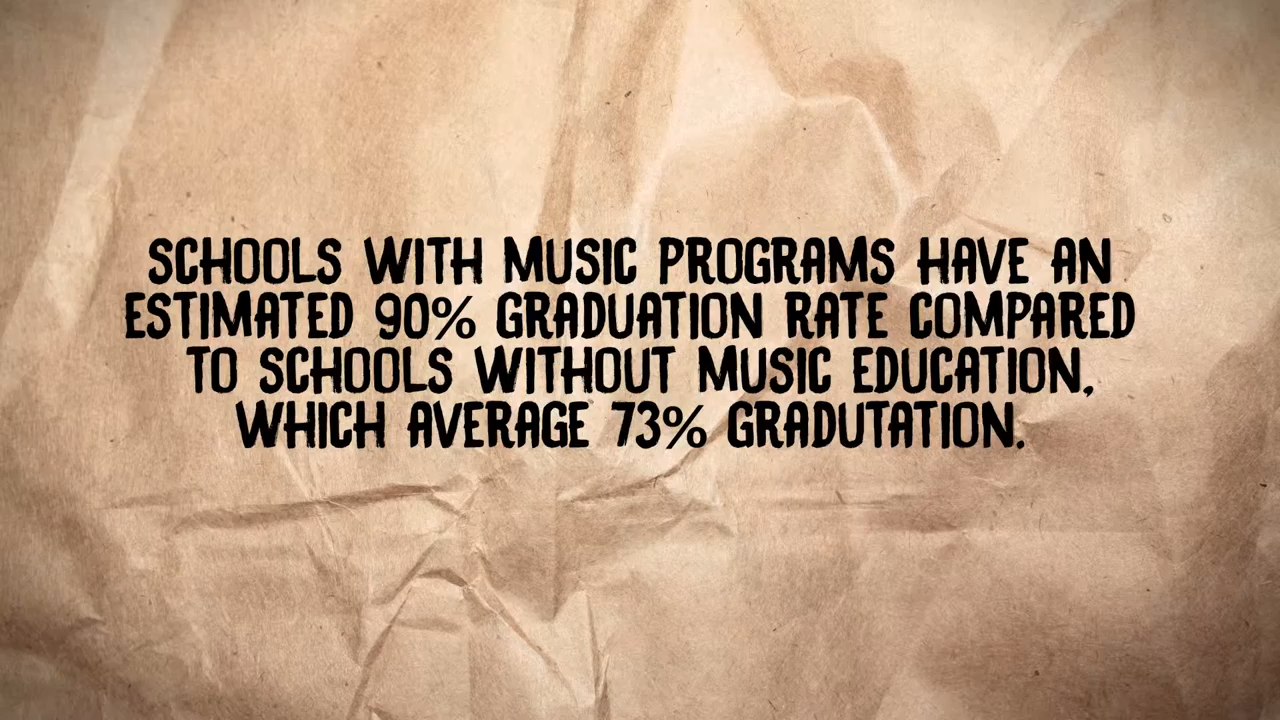 SCHOOLS WITH MUSIC PROGRAMS HAVE AN
ESTIMATED 90% GRADUATION RATE COMPARED
TO SCHOOLS WITHOUT MUSIC EDUCATION,
WHICH AVERAGE 73% GRADUTATION.